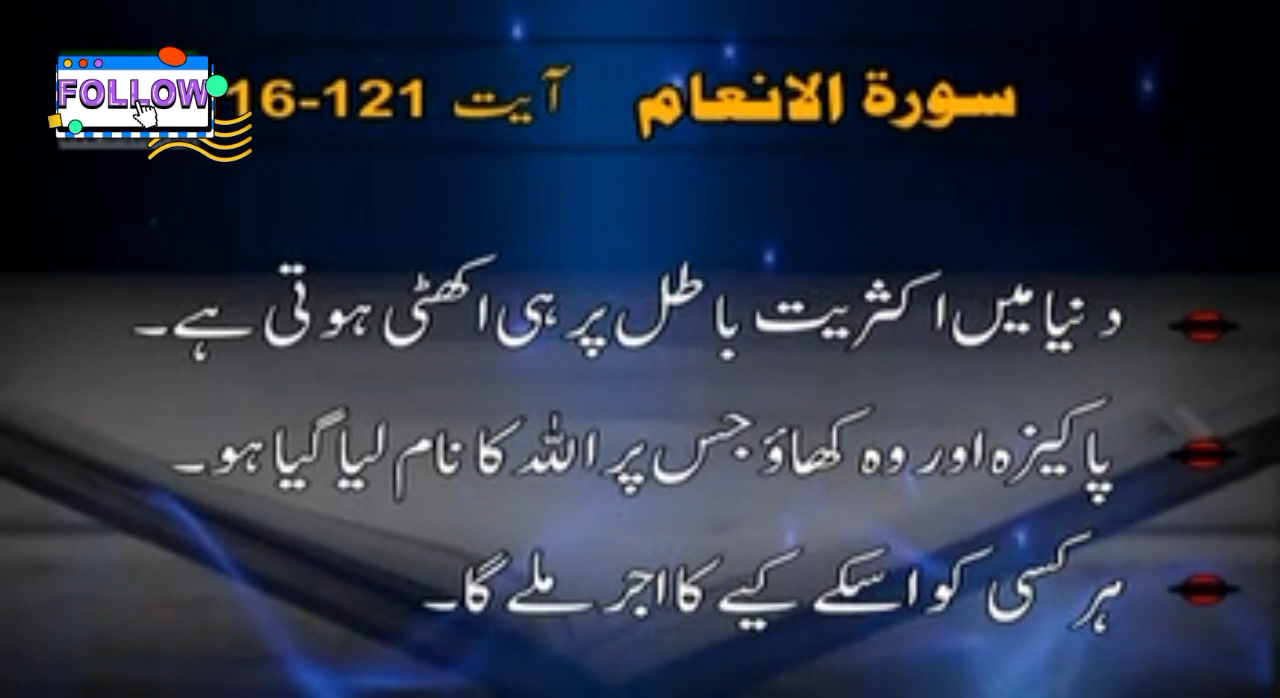 FOLLOW
سورۃ الانعام آیت 16-121
دنیا میں اکثریت باطل پر ہی اکھٹی ہوتی ہے۔
پاکیزہ اور وہ کھاؤ جس پر اللہ کا نام لیا گیا ہو۔
ہر کسی کو اسکے کیے کا اجر ملے گا۔